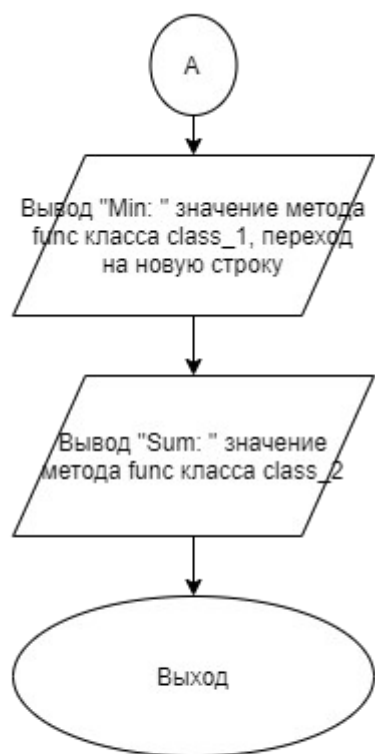 A
Вывод "Min: " значение метода
func класса class_1, переход
на новую строку
Вывод "Sum: " значение
метода func класса class_2
Выход